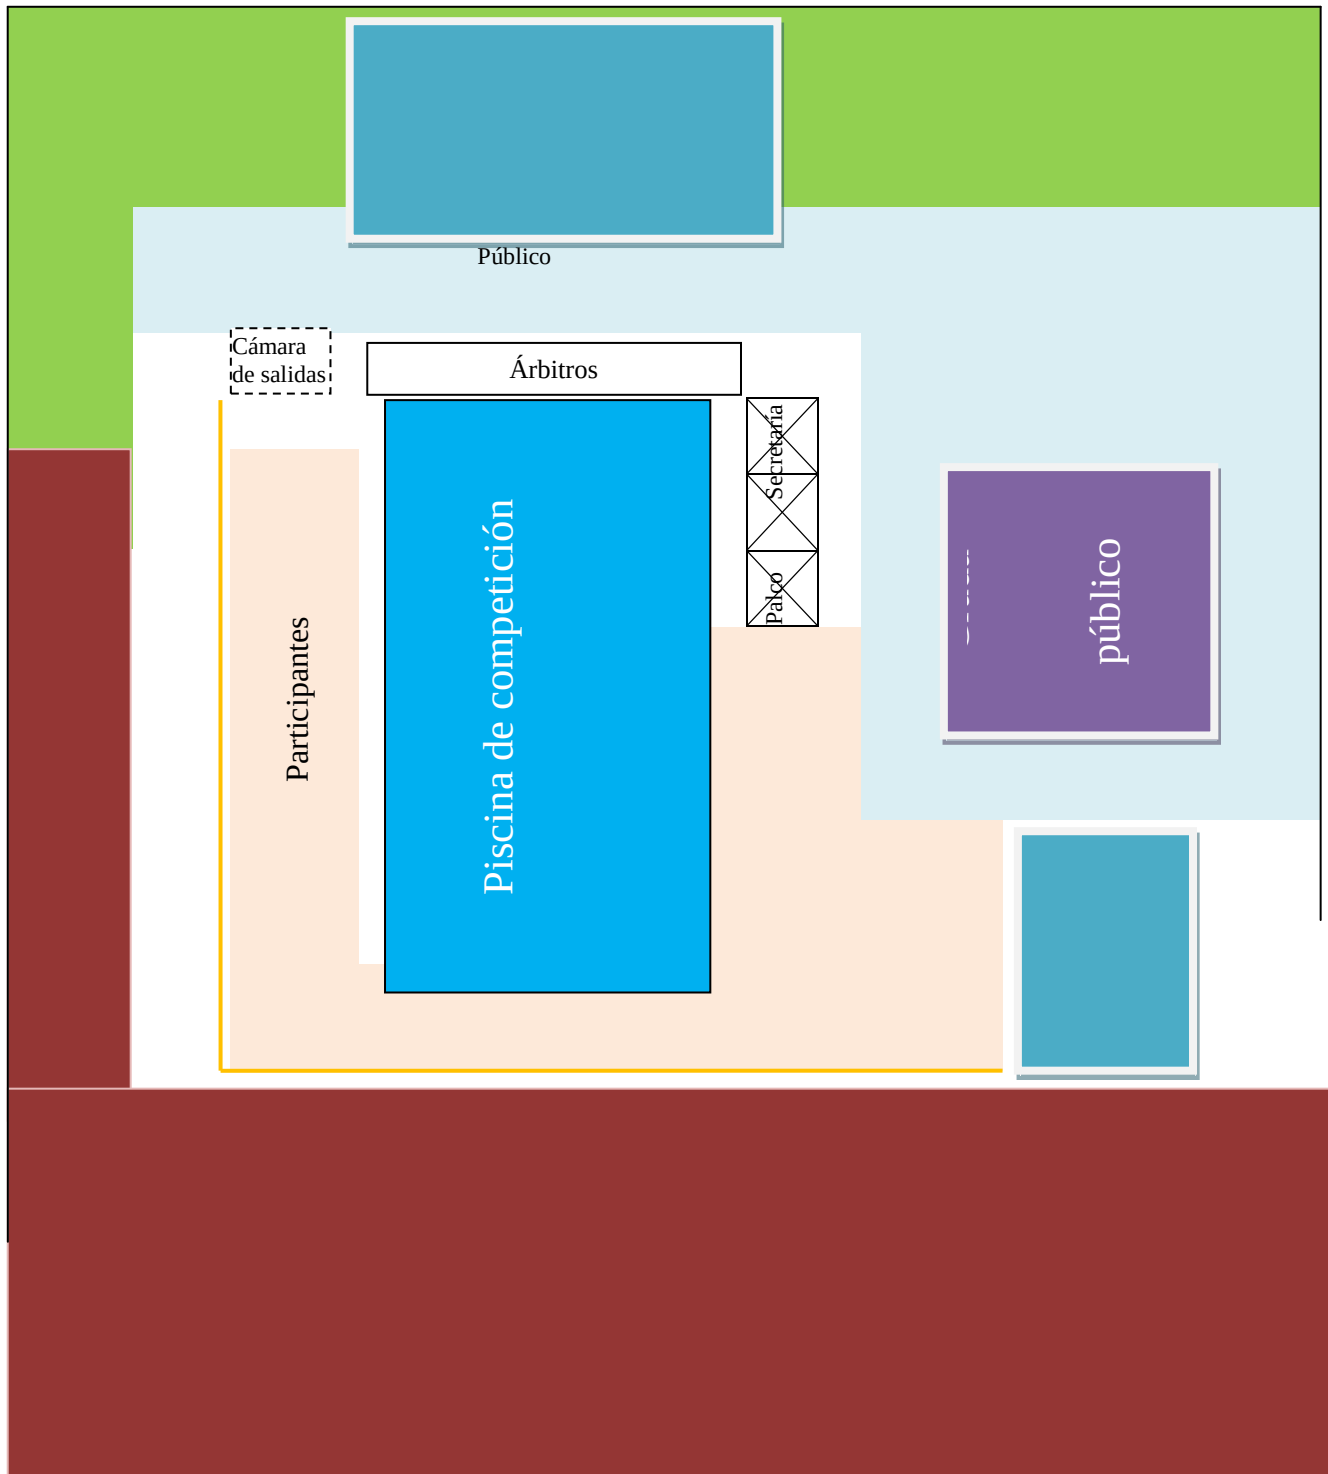 Público
Cámara
de salidas
Árbitros
Secretaría
Palco
Piscina de competición
Participantes
público